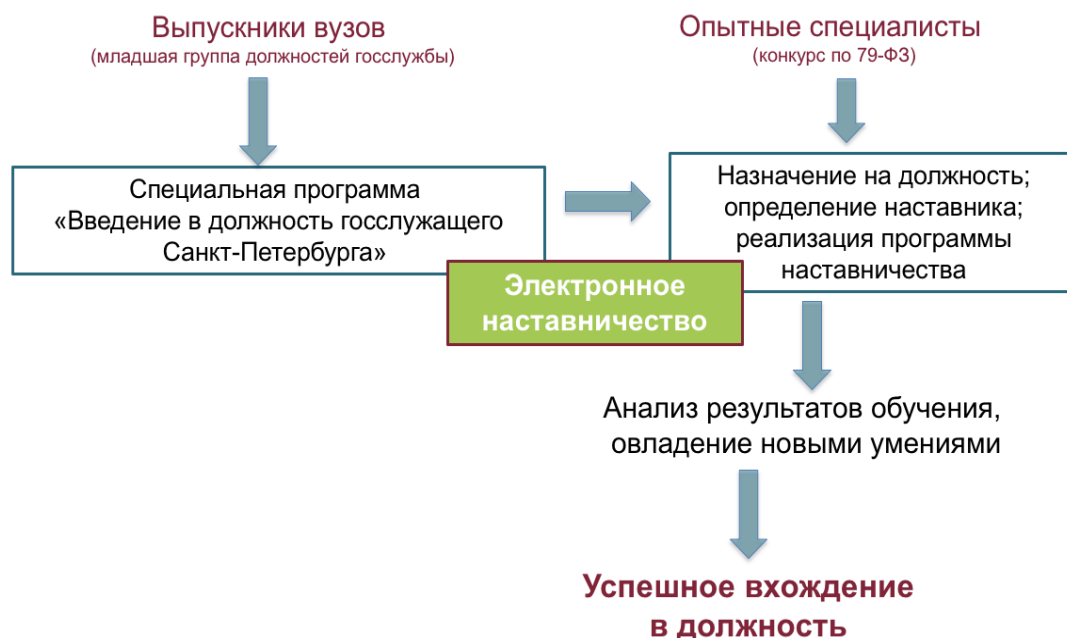 Выпускники вузов
(младшая группа должностей госслужбы)
Опытные специалисты
(конкурс по 79-ФЗ)
Специальная программа
«Введение в должность госслужащего
Санкт-Петербурга»
Назначение на должность;
определение наставника;
реализация программы
наставничества
Электронное
наставничество
Анализ результатов обучения,
овладение новыми умениями
Успешное вхождение
в должность